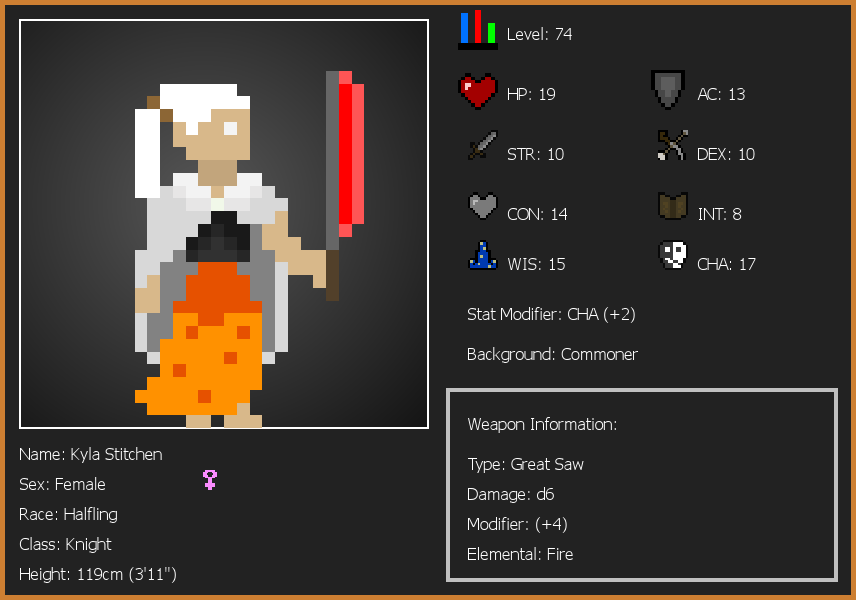 Level: 74
HP: 19
AC: 13
STR: 10
DEX: 10
CON: 14
INT: 8
WIS: 15
CHA: 17
Stat Modifier: CHA (+2)
Background: Commoner
Weapon Information:
Type: Great Saw
Damage: d6
Modifier: (+4)
Elemental: Fire
Name: Kyla Stitchen
Sex: Female
Race: Halfling
Class: Knight
Height: 119cm (3'11")